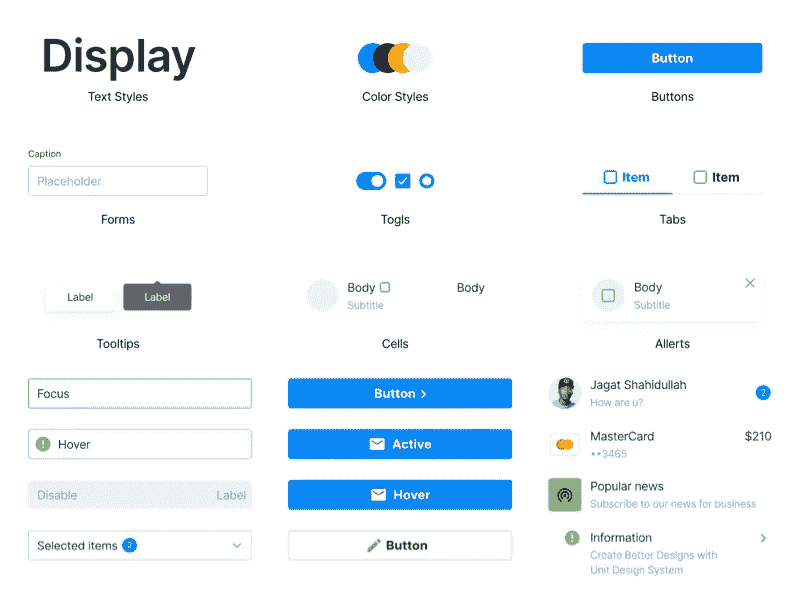 Display
Text Styles
Color Styles
Button
Buttons
Caption
Placeholder
Forms
Togls
Item
Item
Tabs
Label
Label
Tooltips
Body
Subtitle
Body
Cells
Body
Subtitle
Allerts
Focus
Hover
Disable
Label
Selected items 2
Button
Active
Hover
Button
Jagat Shahidullah
How are u?
2
MasterCard
$210
••3465
Popular news
Subscribe to our news for business
Information
Create Better Designs with
Unit Design System